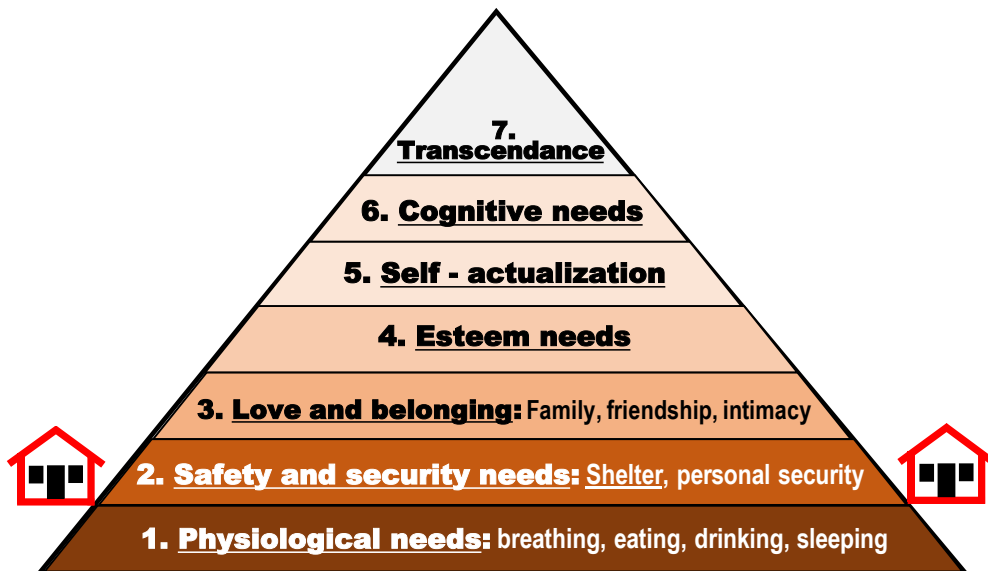 7.
Transcendance
6. Cognitive needs
5. Self - actualization
4. Esteem needs
3. Love and belonging: Family, friendship, intimacy
2. Safety and security needs: Shelter, personal security
1. Physiological needs: breathing, eating, drinking, sleeping